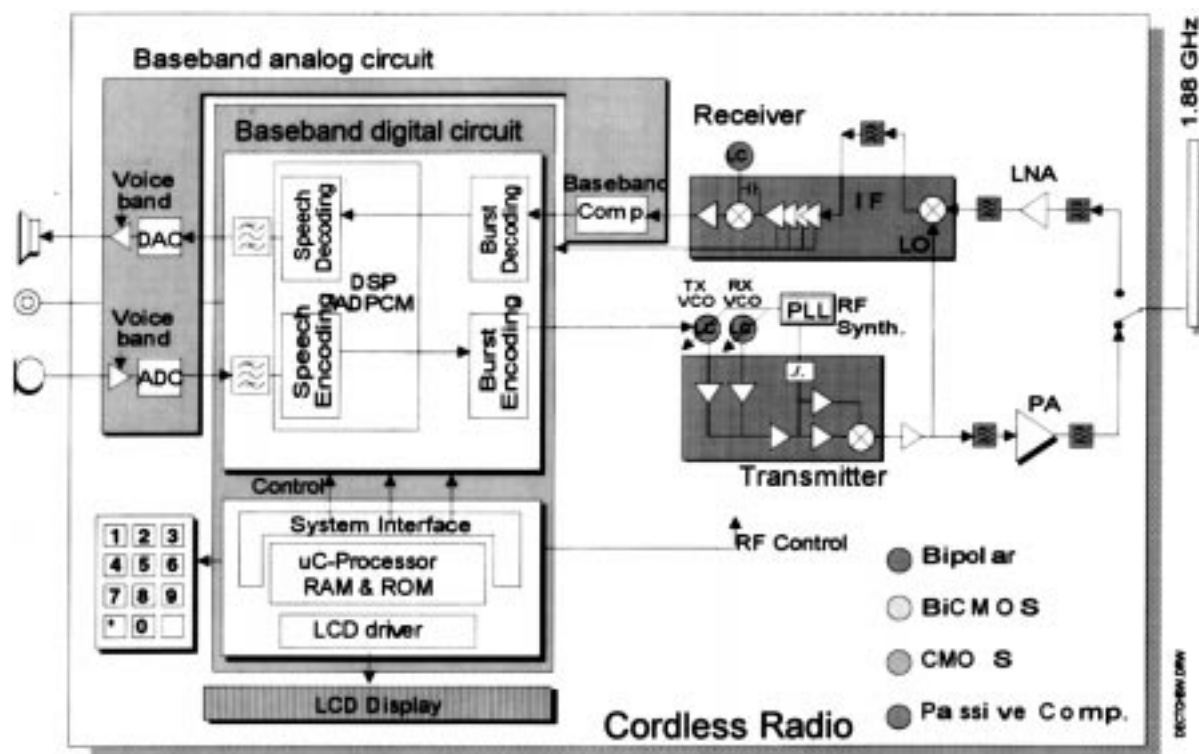 Baseband analog circuit
1.88 GHz
Baseband digital circuit
Receiver
Voice
band
DAC
Speech
Decoding
Burst
Decoding
Baseband
Comp.
LC
IF
LO
LNA
DSP
ADPCM
TX
VCO
RX
VCO
LC
LC
PLL
RF
Synth.
Voice
band
ADC
Speech
Encoding
Burst
Encoding
PA
Transmitter
Control
System Interface
RF Control
uC-Processor
RAM & ROM
LCD driver
1 2 3
4 5 6
7 8 9
* 0
LCD Display
Bipolar
BiCMOS
CMOS
Passive Comp.
Cordless Radio